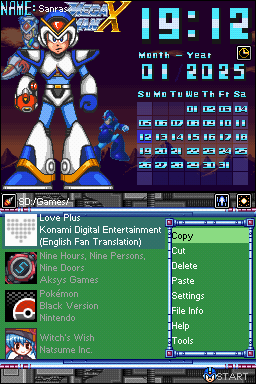 NAME: Sanras
X
19:12
Month - Year
01 2025
Su Mo Tu We Th Fr Sa
01 02 03 04
05 06 07 08 09 10 11
12 13 14 15 16 17 18
19 20 21 22 23 24 25
26 27 28 29 30 31
SD:/Games/
Love Plus
Konami Digital Entertainment
(English Fan Translation)
Nine Hours, Nine Persons,
Nine Doors
Aksys Games
Pokémon
Black Version
Nintendo
Witch's Wish
Natsume Inc.
Copy
Cut
Delete
Paste
Settings
File Info
Help
Tools
START